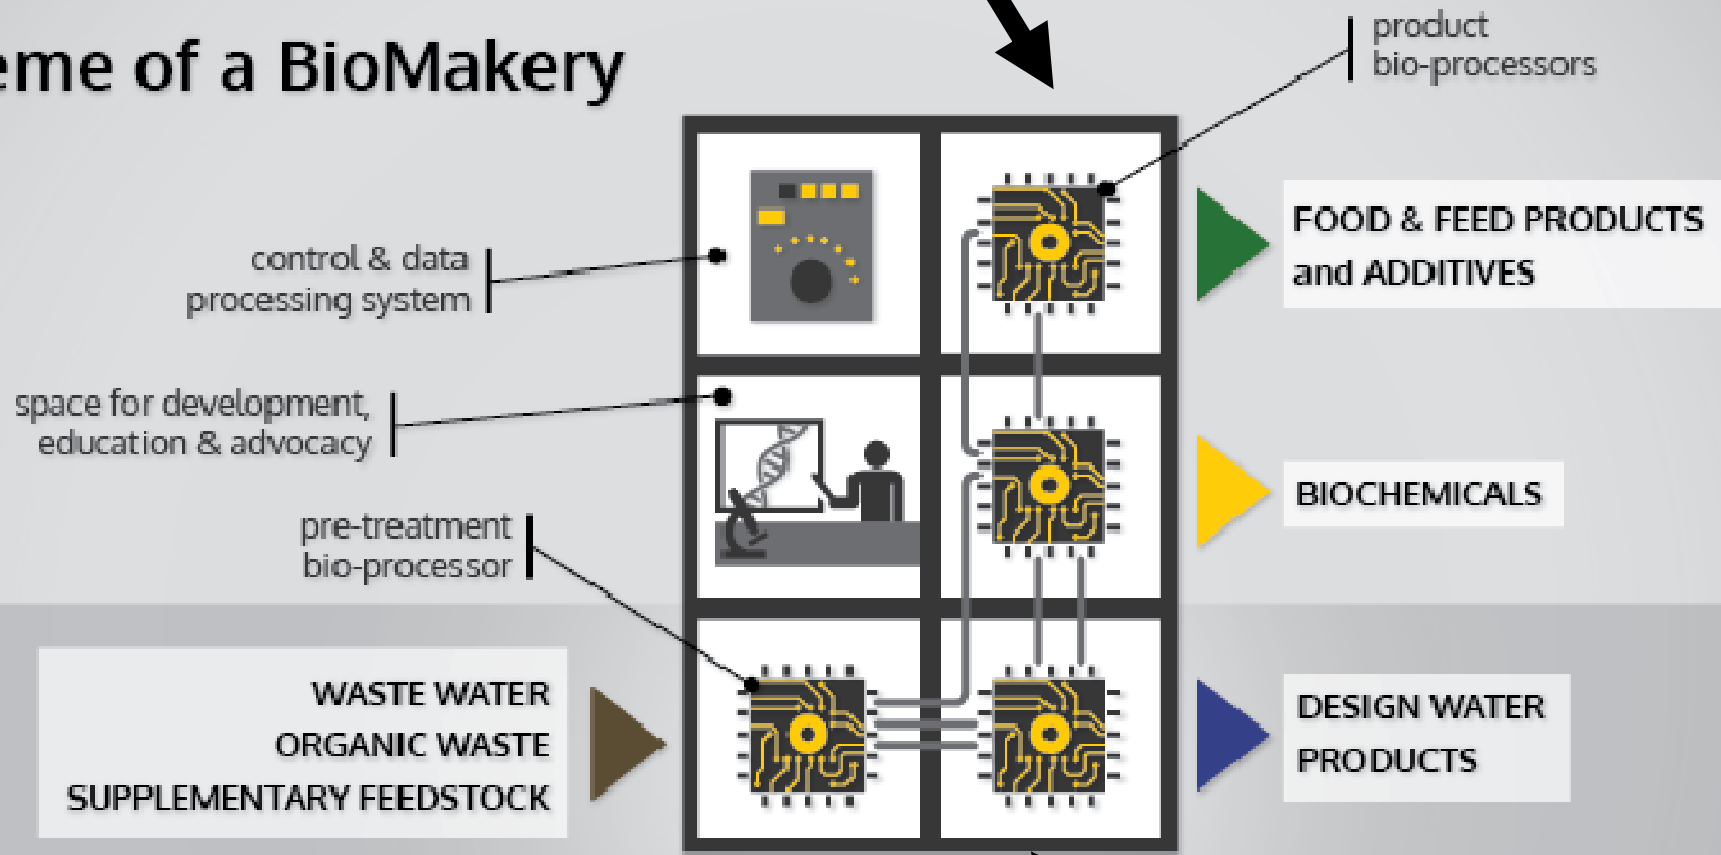 eme of a BioMakery
product
bio-processors
control & data
processing system
FOOD & FEED PRODUCTS
and ADDITIVES
space for development,
education & advocacy
BIOCHEMICALS
pre-treatment
bio-processor
WASTE WATER
ORGANIC WASTE
SUPPLEMENTARY FEEDSTOCK
DESIGN WATER
PRODUCTS